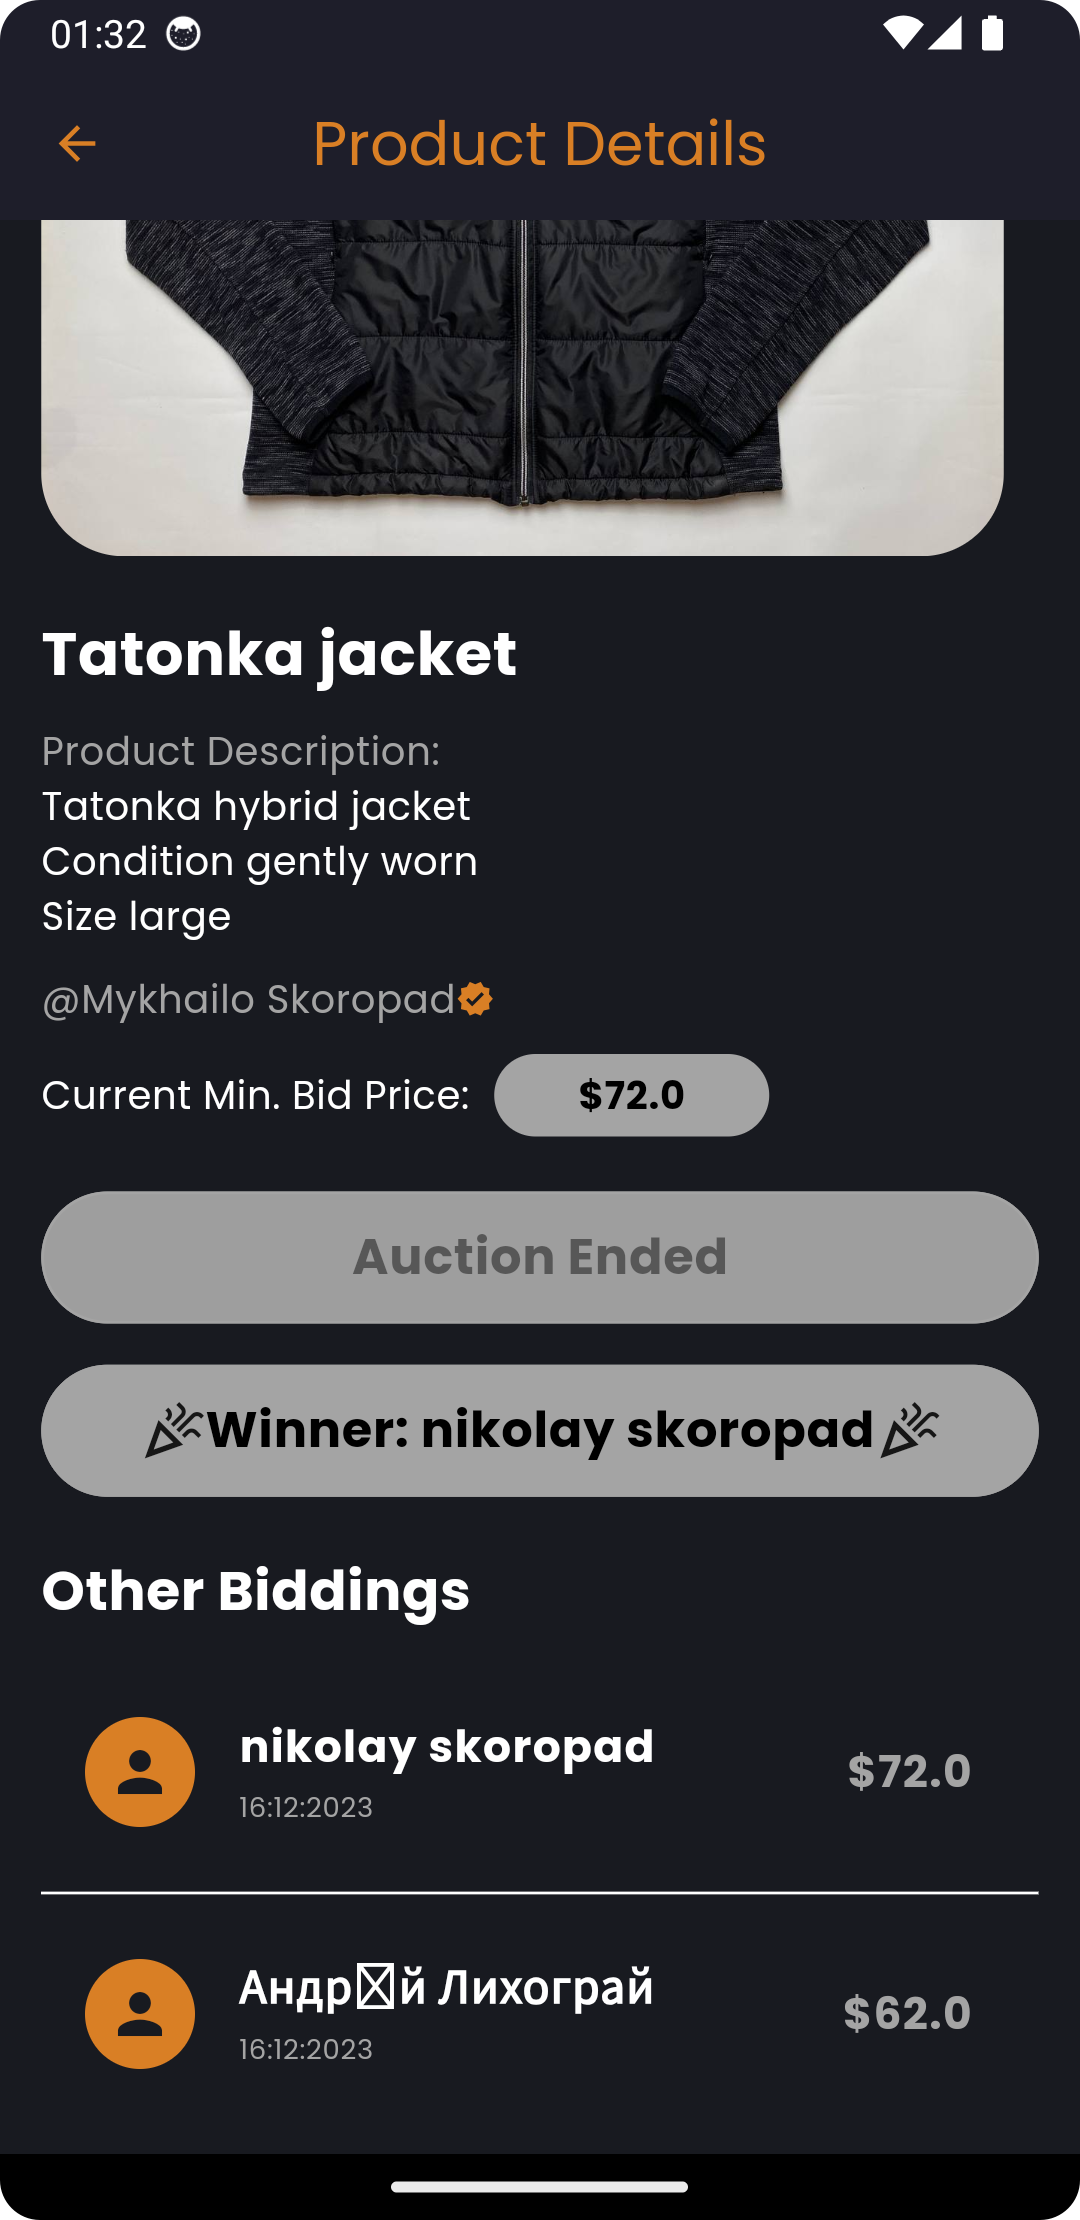 01:32
Product Details
Tatonka jacket
Product Description:
Tatonka hybrid jacket
Condition gently worn
Size large
@Mykhailo Skoropad
Current Min. Bid Price: $72.0
Auction Ended
Winner: nikolay skoropad
Other Biddings
nikolay skoropad
16:12:2023
$72.0
Андр☒й Лихограй
16:12:2023
$62.0